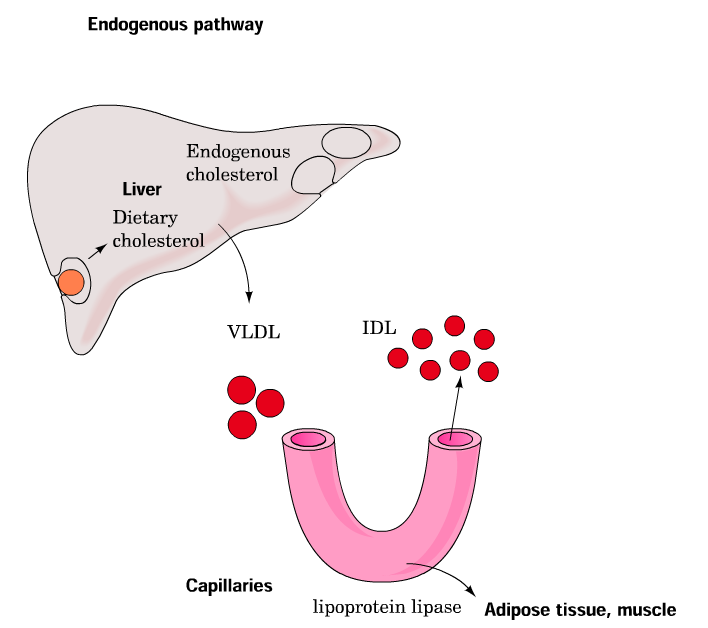 Endogenous pathway
Endogenous
cholesterol
Liver
Dietary
cholesterol
VLDL
IDL
Capillaries
lipoprotein lipase
Adipose tissue, muscle